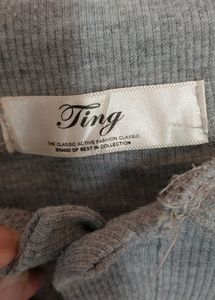 Ting
THE CLASSIC ACTIVE FASHION CLASSIC
BRAND OF BEST IN COLLECTION